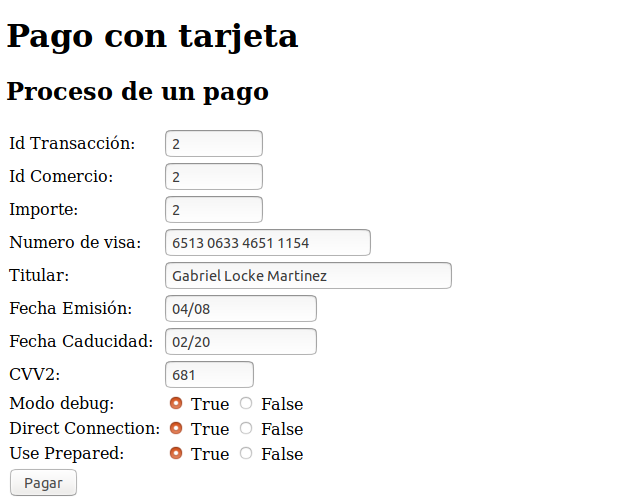 Pago con tarjeta
Proceso de un pago
Id Transacción: 2
Id Comercio: 2
Importe: 2
Numero de visa: 6513 0633 4651 1154
Titular: Gabriel Locke Martinez
Fecha Emisión: 04/08
Fecha Caducidad: 02/20
CVV2: 681
Modo debug: True False
Direct Connection: True False
Use Prepared: True False
Pagar